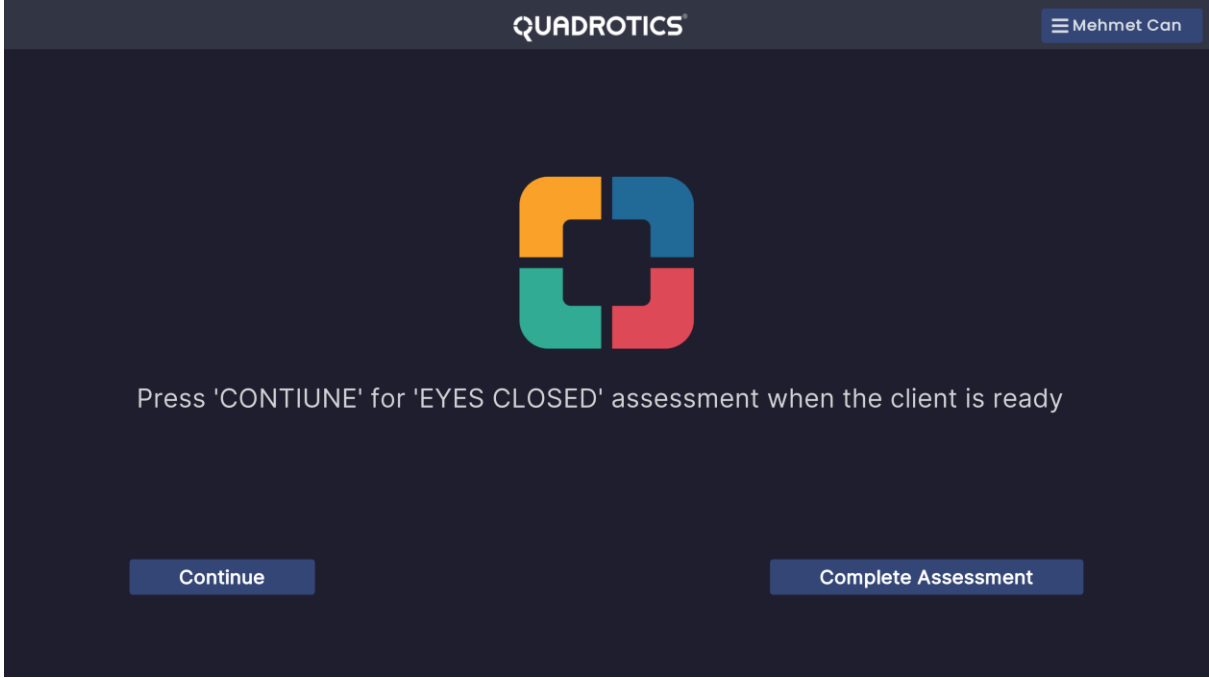 QUADROTICS®
Mehmet Can
Press 'CONTIUNE' for 'EYES CLOSED' assessment when the client is ready
Continue
Complete Assessment